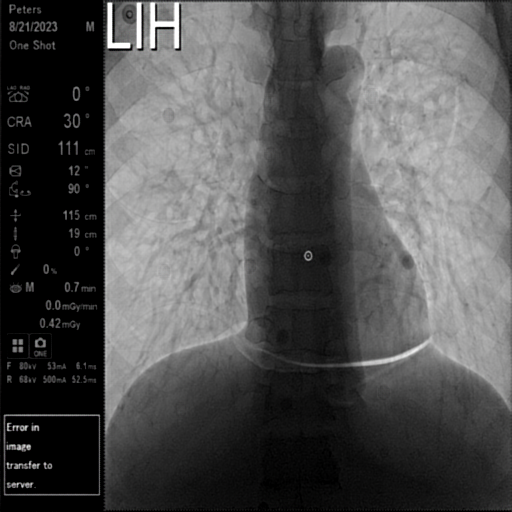 Peters
8/21/2023 M
One Shot
LIH
LAO RAO 0°
CRA 30°
SID 111 cm
12°
90°
115 cm
19 cm
0°
0%
M 0.7 min
0.0 mGy/min
0.42 mGy
ONE
F 80kV 53mA 6.1ms
R 68kV 500mA 52.5ms
Error in
image
transfer to
server.